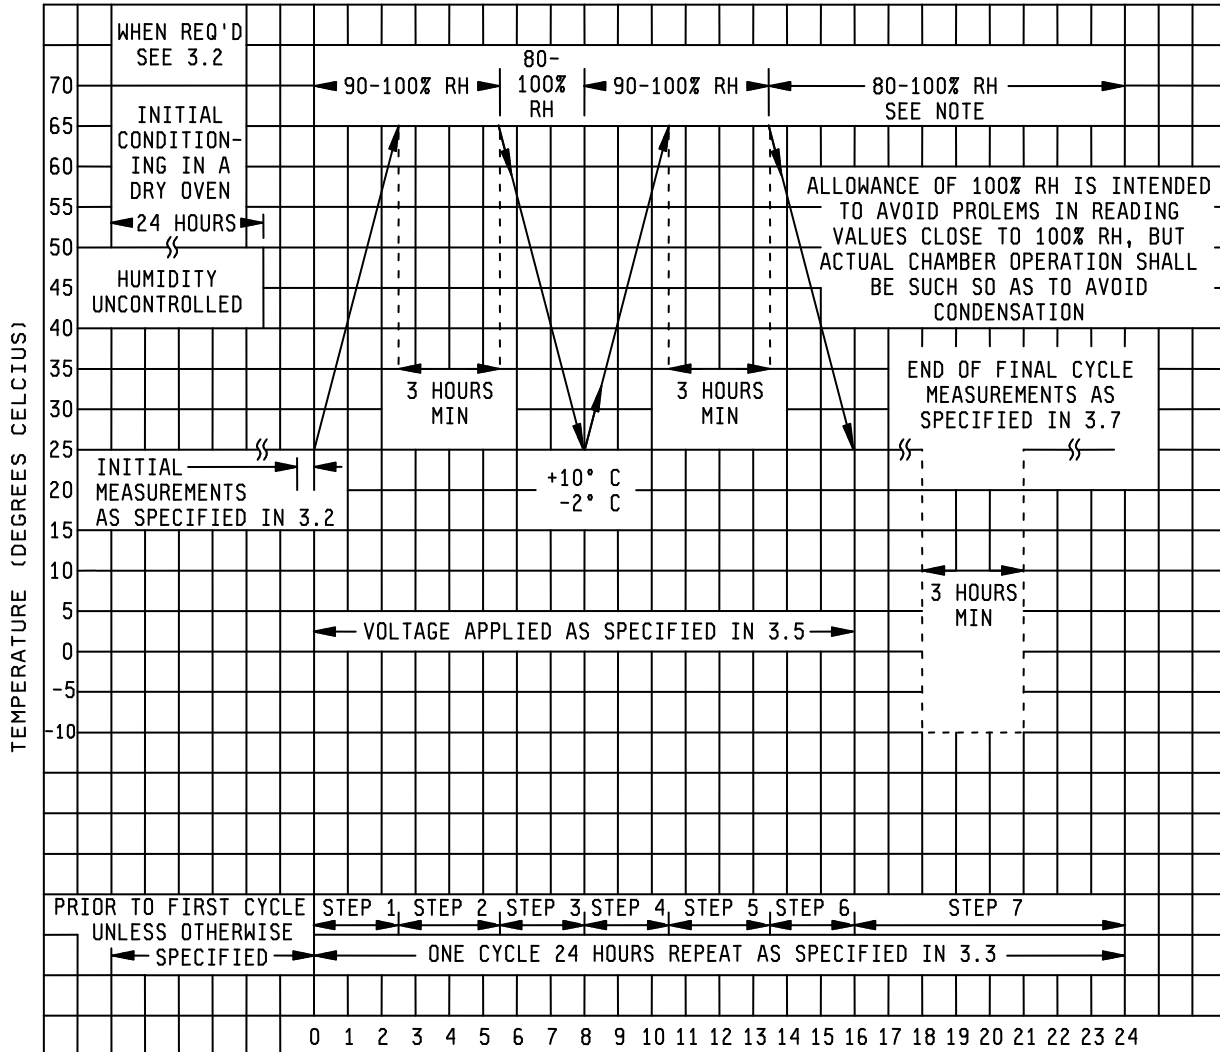 WHEN REQ'D
SEE 3.2
90-100% RH
80-
100%
RH
90-100% RH
80-100% RH
SEE NOTE
INITIAL
CONDITION-
ING IN A
DRY OVEN
24 HOURS
HUMIDITY
UNCONTROLLED
ALLOWANCE OF 100% RH IS INTENDED
TO AVOID PROLEMS IN READING
VALUES CLOSE TO 100% RH, BUT
ACTUAL CHAMBER OPERATION SHALL
BE SUCH SO AS TO AVOID
CONDENSATION
3 HOURS
MIN
3 HOURS
MIN
END OF FINAL CYCLE
MEASUREMENTS AS
SPECIFIED IN 3.7
INITIAL
MEASUREMENTS
AS SPECIFIED IN 3.2
+10° C
-2° C
3 HOURS
MIN
VOLTAGE APPLIED AS SPECIFIED IN 3.5
TEMPERATURE (DEGREES CELCIUS)
70
65
60
55
50
45
40
35
30
25
20
15
10
5
0
-5
-10
PRIOR TO FIRST CYCLE
UNLESS OTHERWISE
SPECIFIED
STEP 1 STEP 2 STEP 3 STEP 4 STEP 5 STEP 6 STEP 7
ONE CYCLE 24 HOURS REPEAT AS SPECIFIED IN 3.3
0 1 2 3 4 5 6 7 8 9 10 11 12 13 14 15 16 17 18 19 20 21 22 23 24